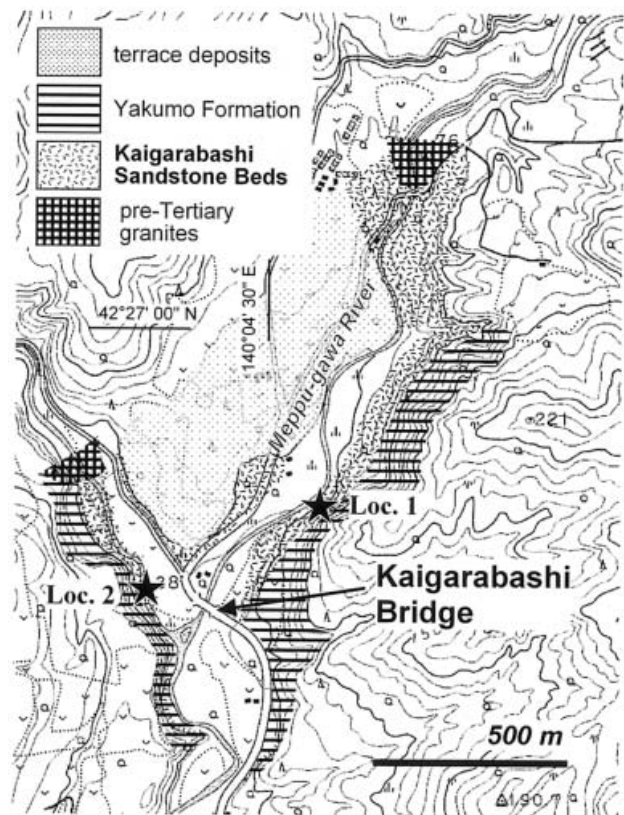 terrace deposits
Yakumo Formation
Kaigarabashi
Sandstone Beds
pre-Tertiary
granites
76
42°27' 00" N
140°04' 30" E
Meppu-gawa River
221
Loc. 1
28
Loc. 2
Kaigarabashi
Bridge
500 m
190